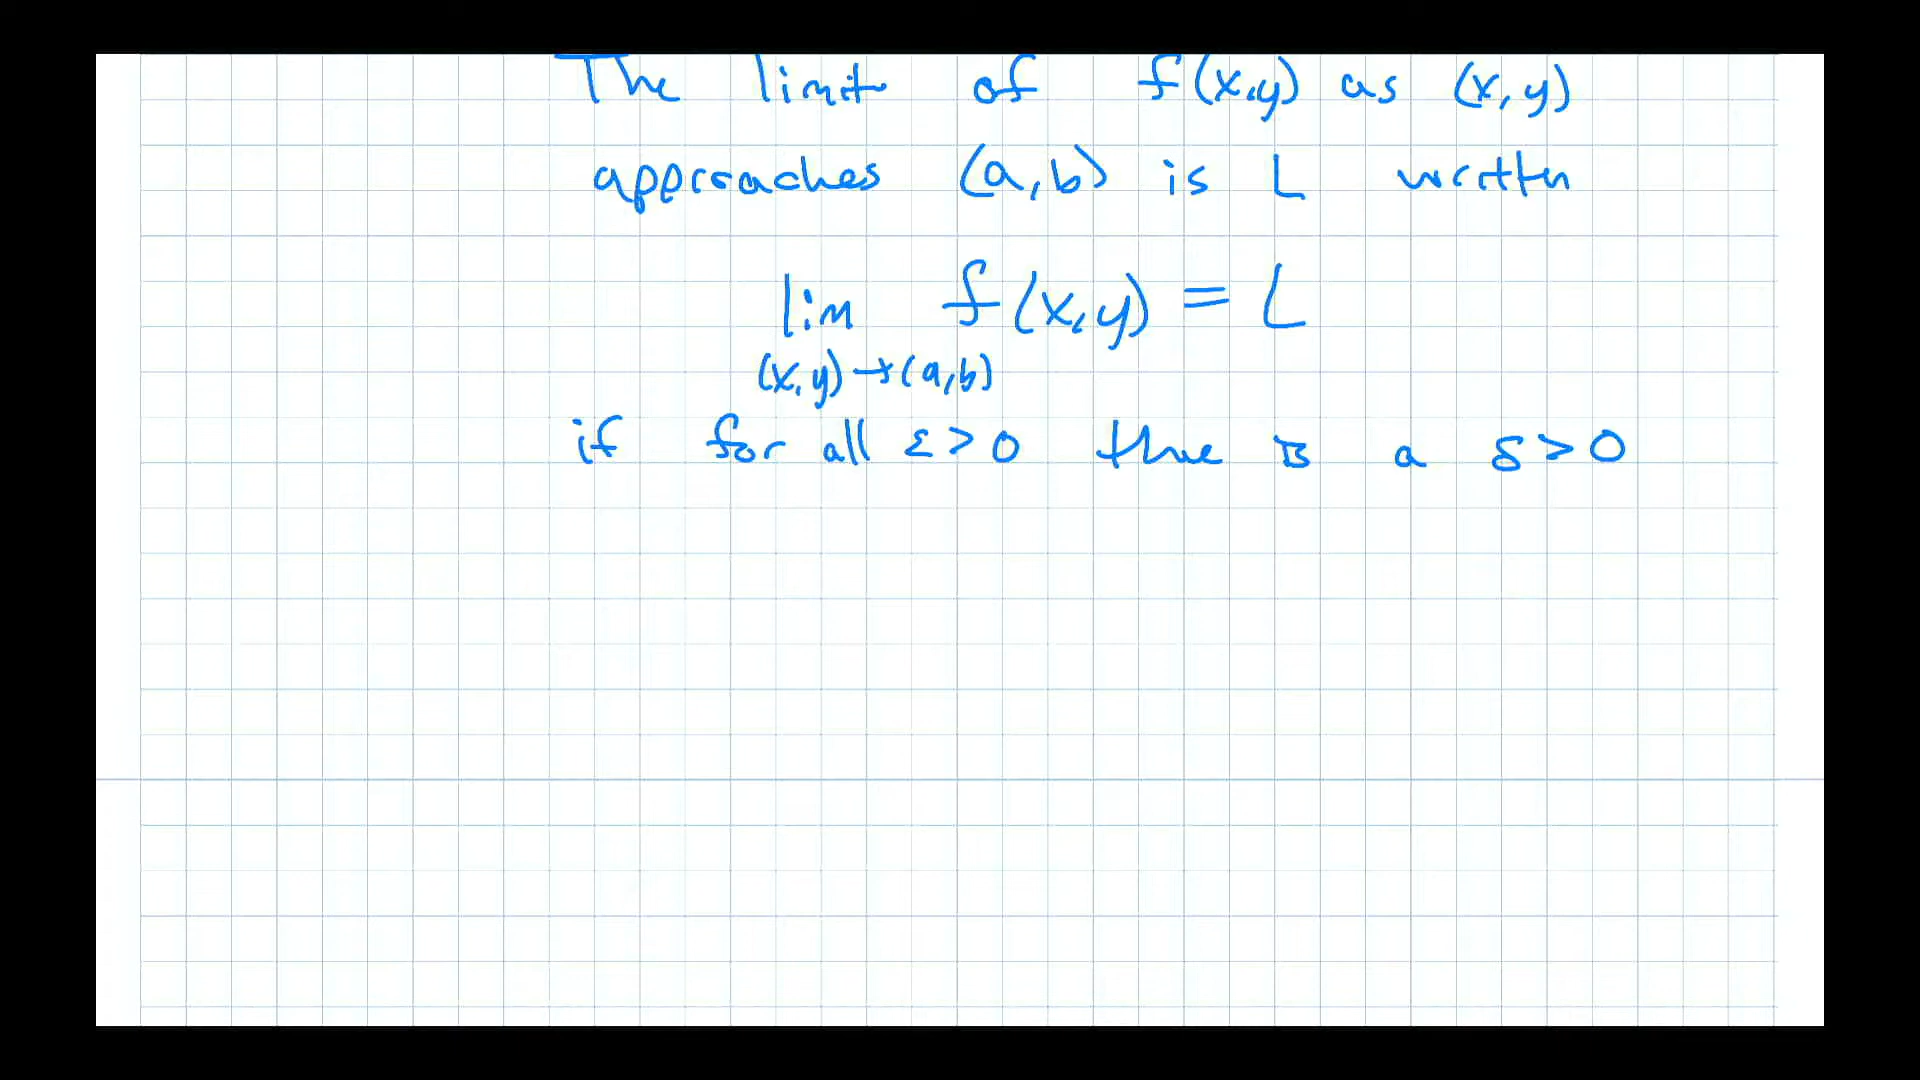 The limit of f(x,y) as (x,y)
approaches (a,b) is L written
lim f(x,y) = L
(x,y)→(a,b)
if for all ε>0 there is a δ>0